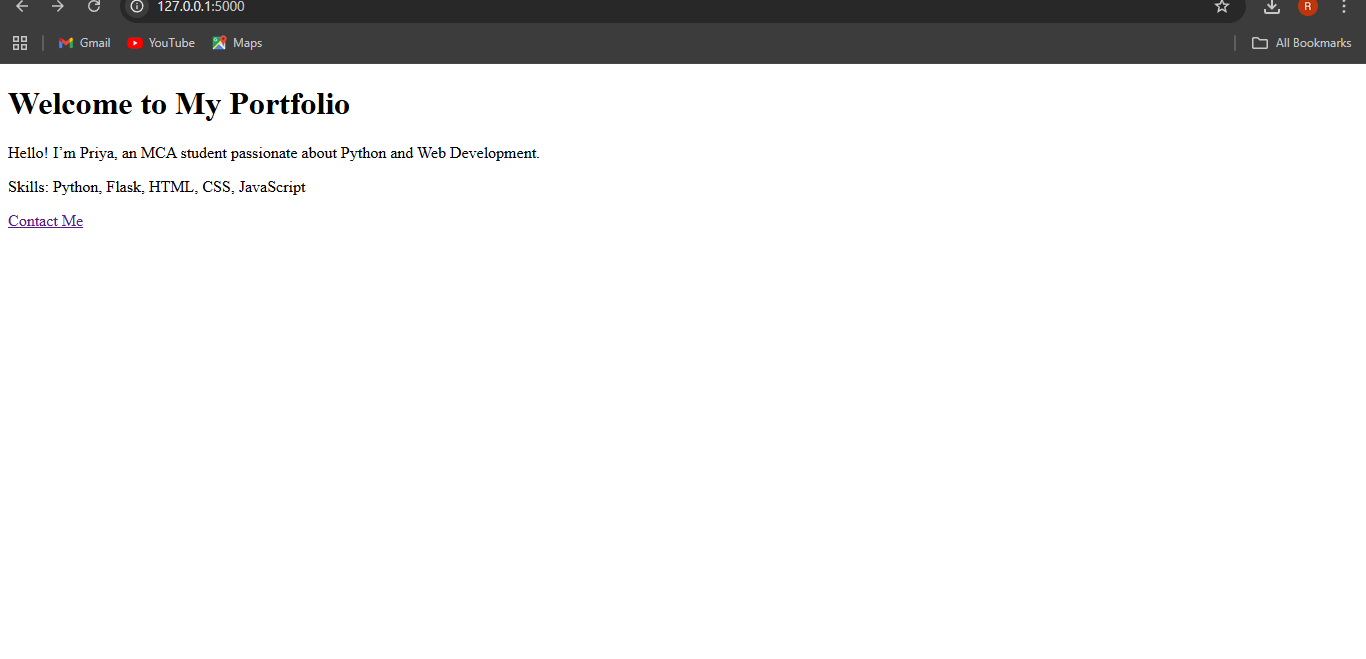 127.0.0.1:5000
R
Gmail
YouTube
Maps
All Bookmarks
Welcome to My Portfolio
Hello! I’m Priya, an MCA student passionate about Python and Web Development.
Skills: Python, Flask, HTML, CSS, JavaScript
Contact Me